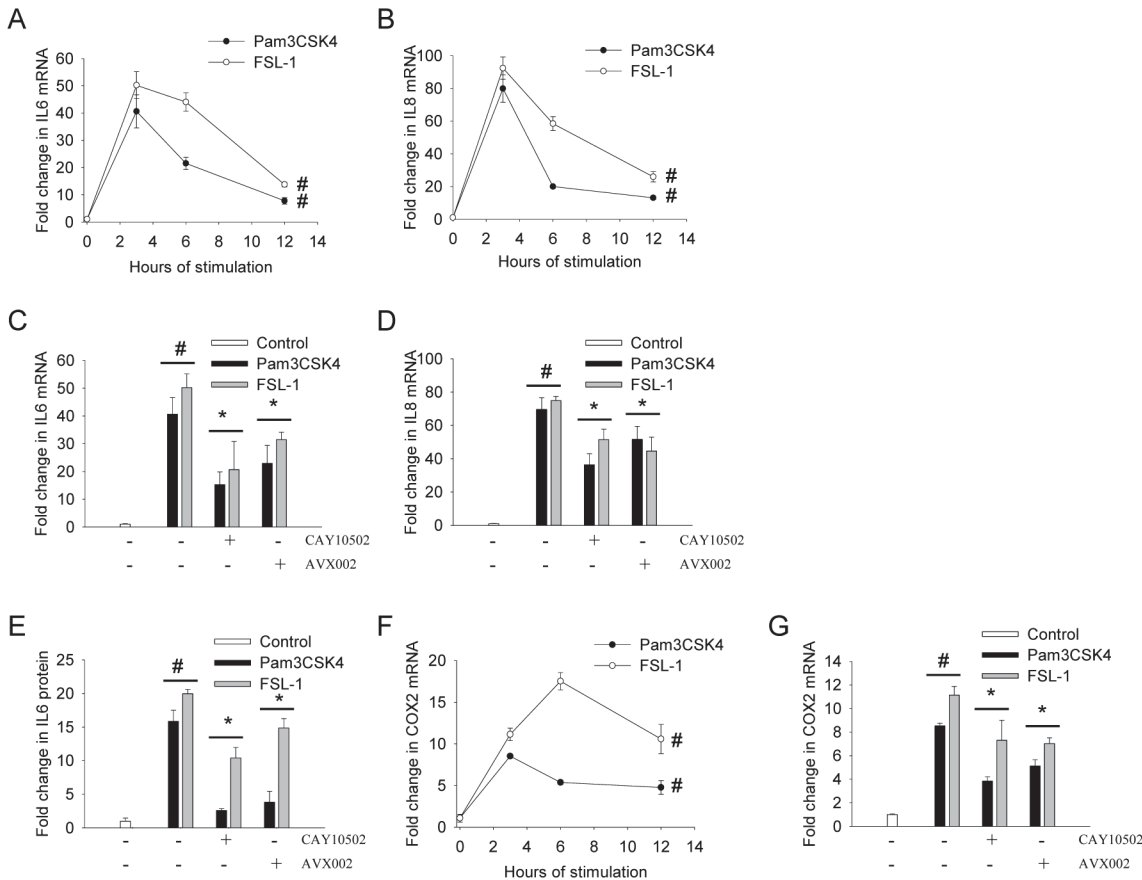 A
Pam3CSK4
FSL-1
Fold change in IL6 mRNA
60
50
40
30
20
10
0
0 2 4 6 8 10 12 14
Hours of stimulation
#
#
B
Pam3CSK4
FSL-1
Fold change in IL8 mRNA
100
80
60
40
20
0
0 2 4 6 8 10 12 14
Hours of stimulation
#
#
C
Control
Pam3CSK4
FSL-1
Fold change in IL6 mRNA
60
50
40
30
20
10
0
#
*
*
- - + - CAY10502
- - - + AVX002
D
Control
Pam3CSK4
FSL-1
Fold change in IL8 mRNA
100
80
60
40
20
0
#
*
*
- - + - CAY10502
- - - + AVX002
E
Control
Pam3CSK4
FSL-1
Fold change in IL6 protein
25
20
15
10
5
0
#
*
*
- - + - CAY10502
- - - + AVX002
F
Pam3CSK4
FSL-1
Fold change in COX2 mRNA
20
15
10
5
0
0 2 4 6 8 10 12 14
Hours of stimulation
#
#
G
Control
Pam3CSK4
FSL-1
Fold change in COX2 mRNA
14
12
10
8
6
4
2
0
#
*
*
- - + - CAY10502
- - - + AVX002